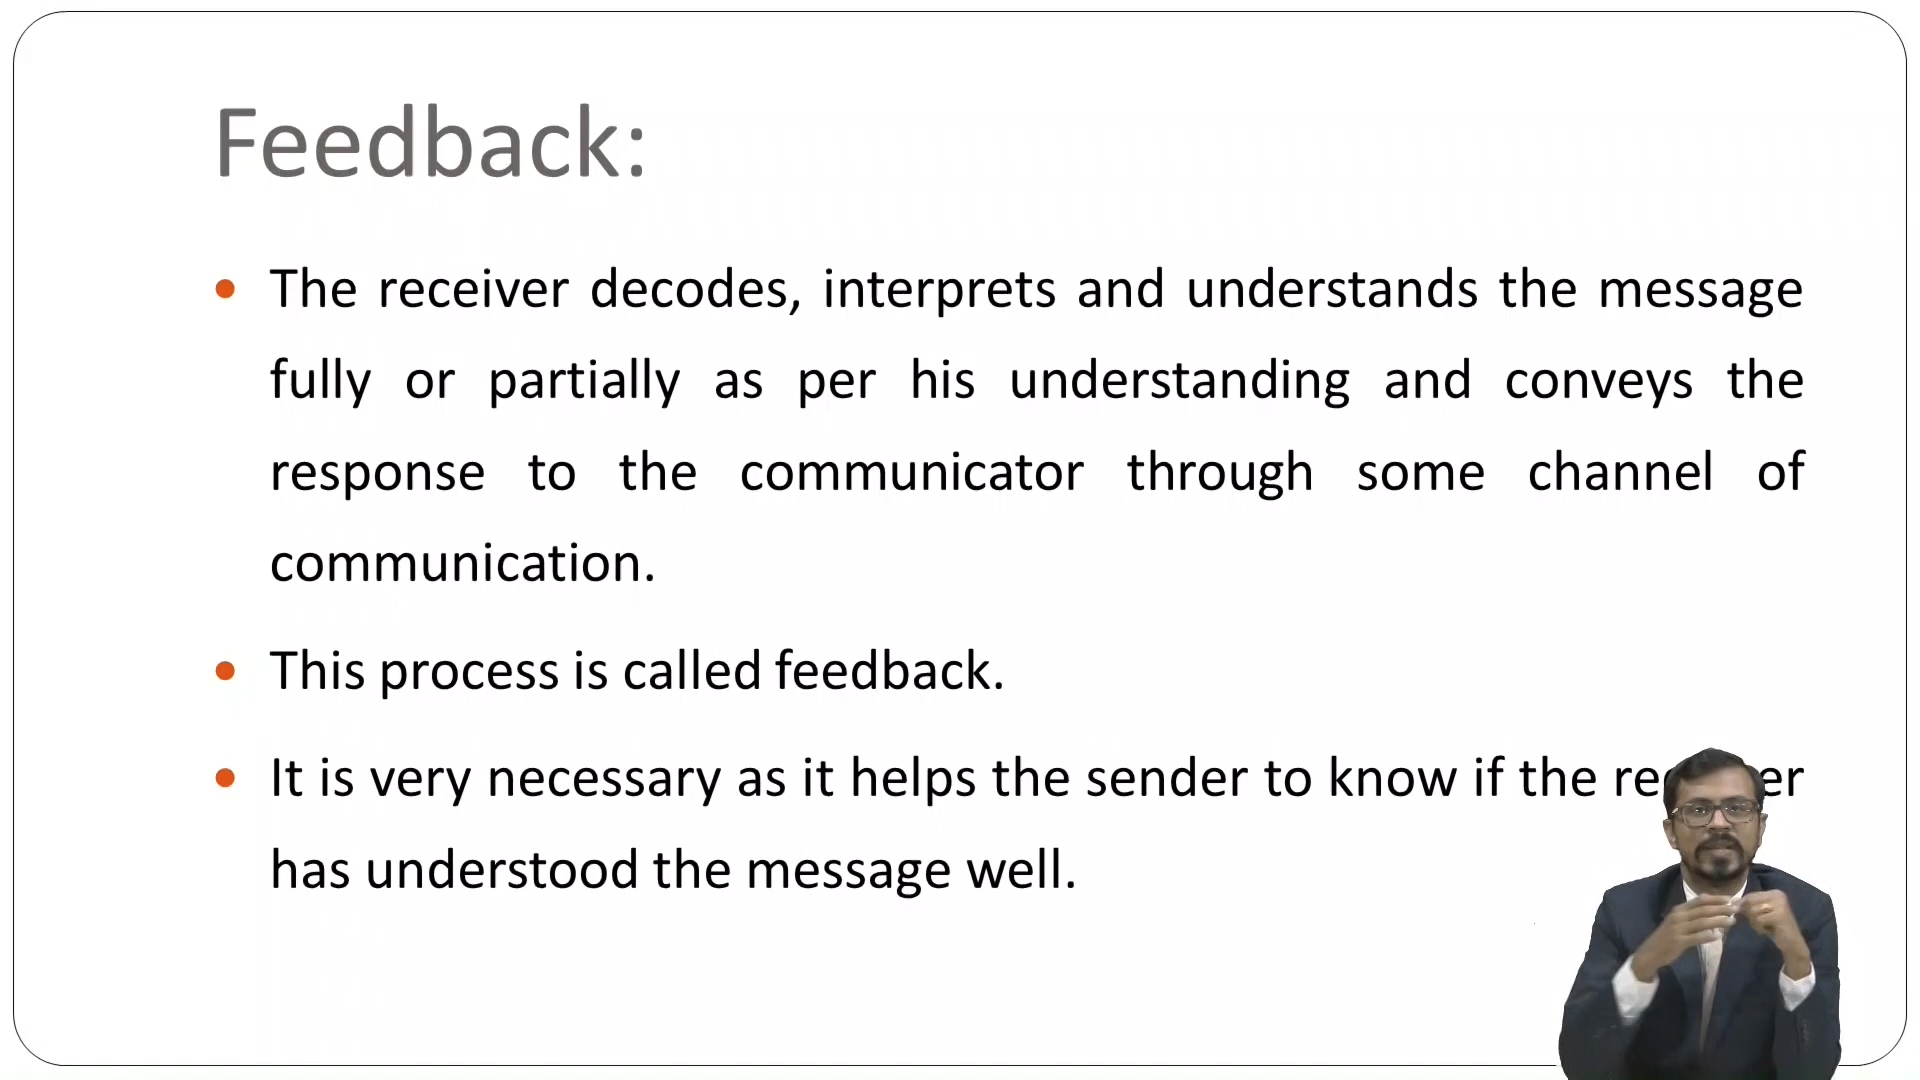 Feedback:
• The receiver decodes, interprets and understands the message
fully or partially as per his understanding and conveys the
response to the communicator through some channel of
communication.
• This process is called feedback.
• It is very necessary as it helps the sender to know if the
has understood the message well.